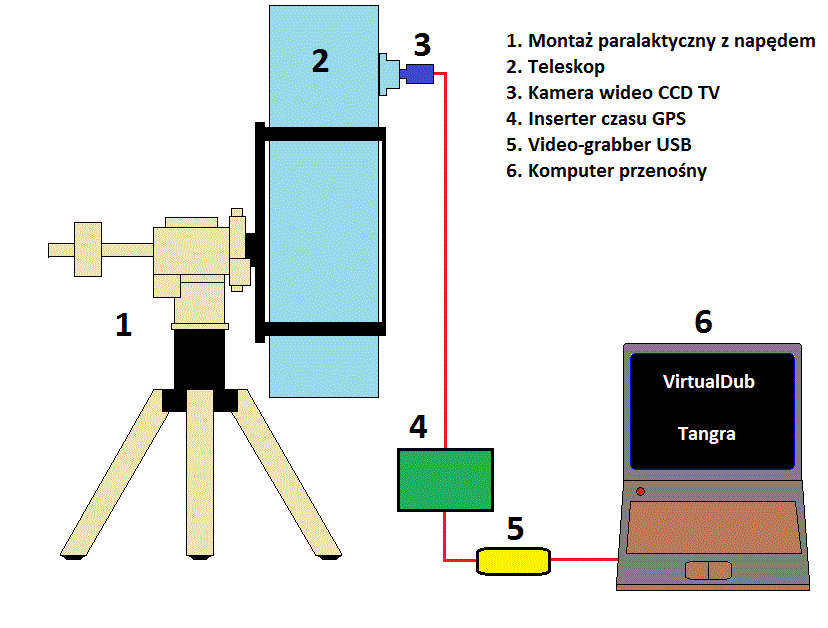 2
3
1. Montaż paralaktyczny z napędem
2. Teleskop
3. Kamera wideo CCD TV
4. Inserter czasu GPS
5. Video-grabber USB
6. Komputer przenośny
1
6
VirtualDub
Tangra
4
5